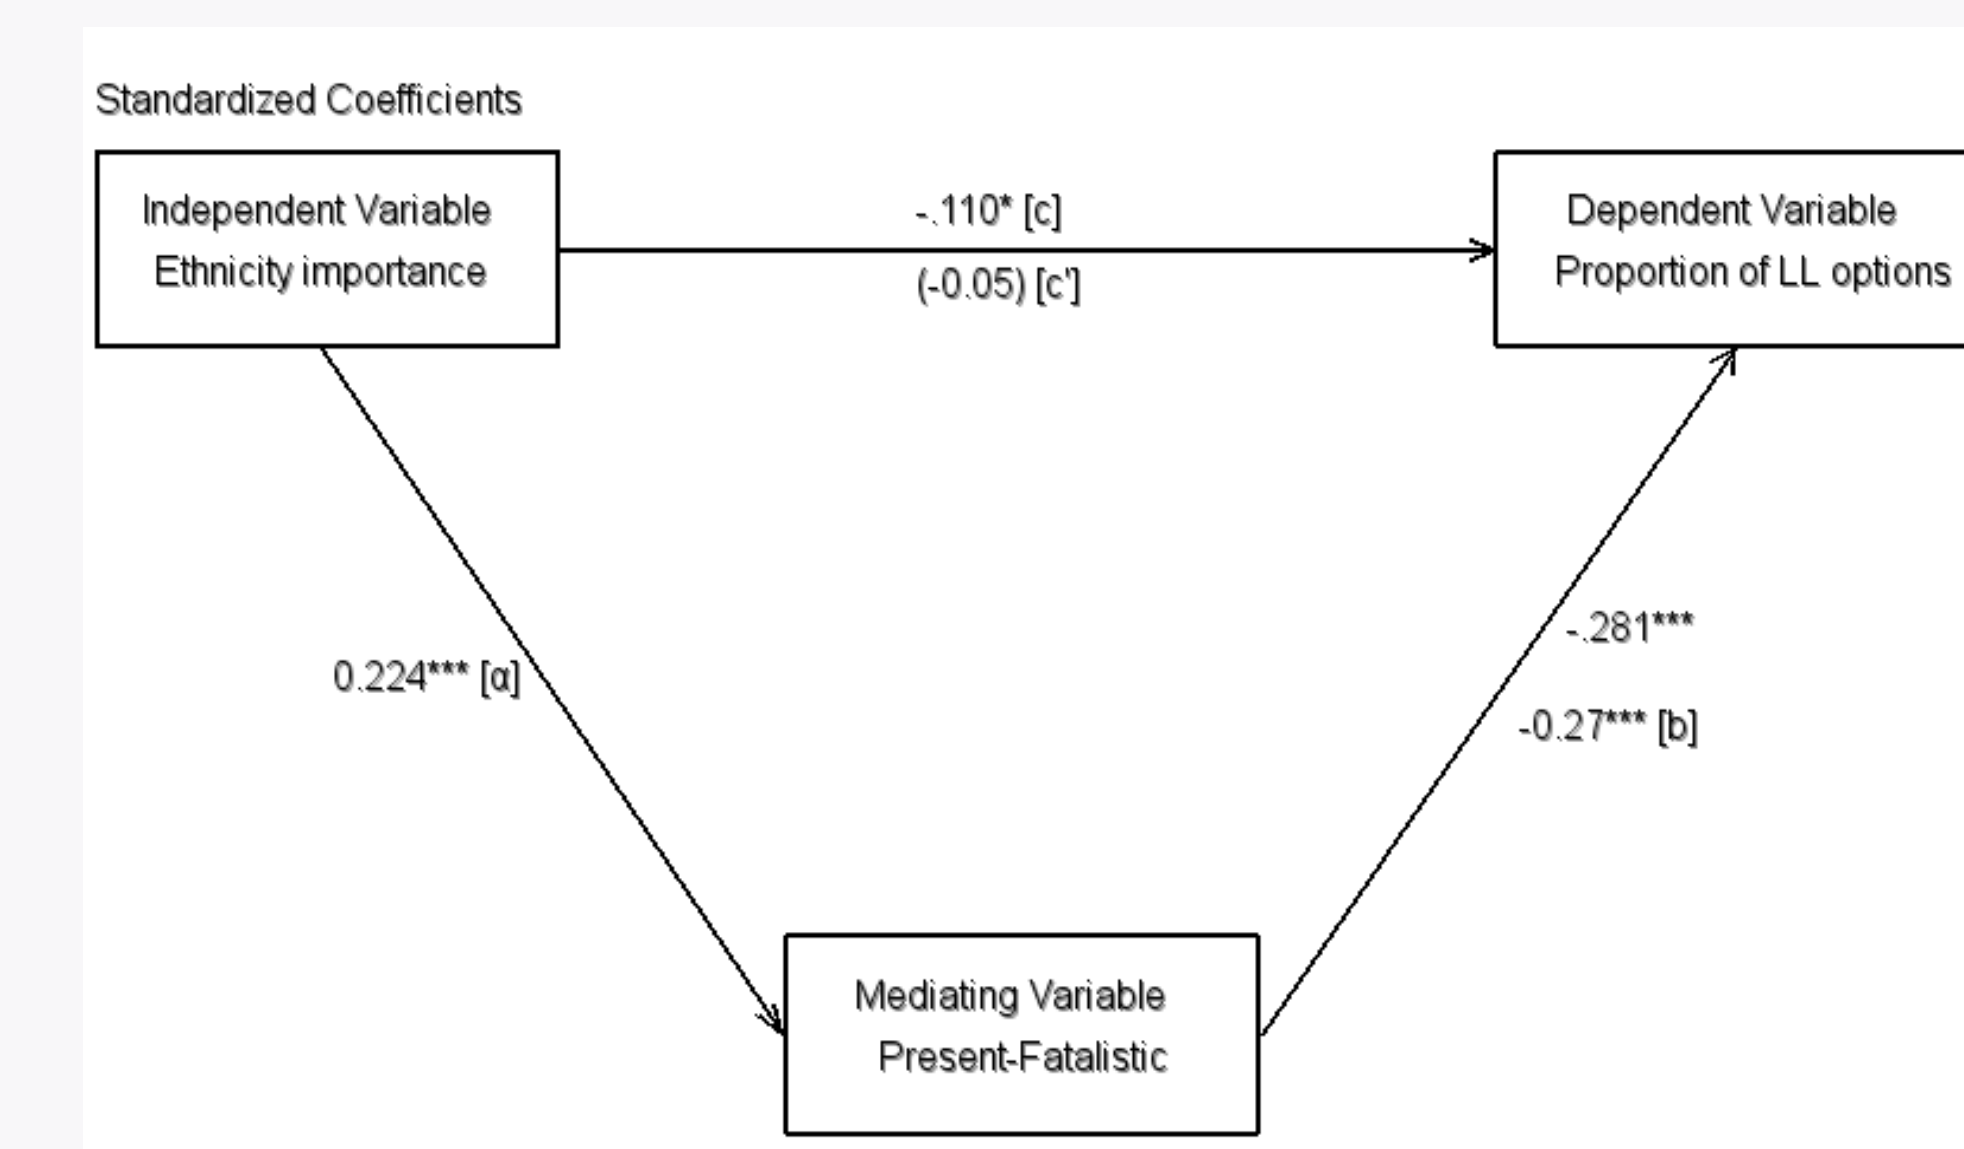 Standardized Coefficients
Independent Variable
Ethnicity importance
-.110* [c]
(-0.05) [c']
Dependent Variable
Proportion of LL options
0.224*** [α]
-.281***
-0.27*** [b]
Mediating Variable
Present-Fatalistic